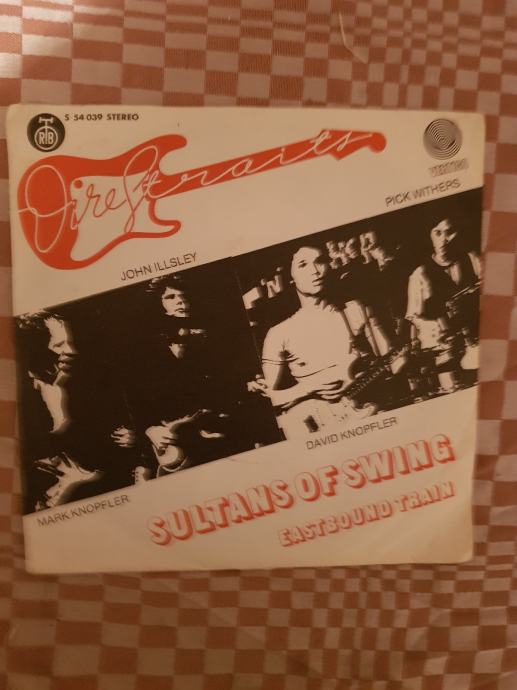 S 54 039 STEREO
RTB
Dire Straits
VERTIGO
PICK WITHERS
JOHN ILLSLEY
DAVID KNOPFLER
MARK KNOPFLER
SULTANS OF SWING
EASTBOUND TRAIN